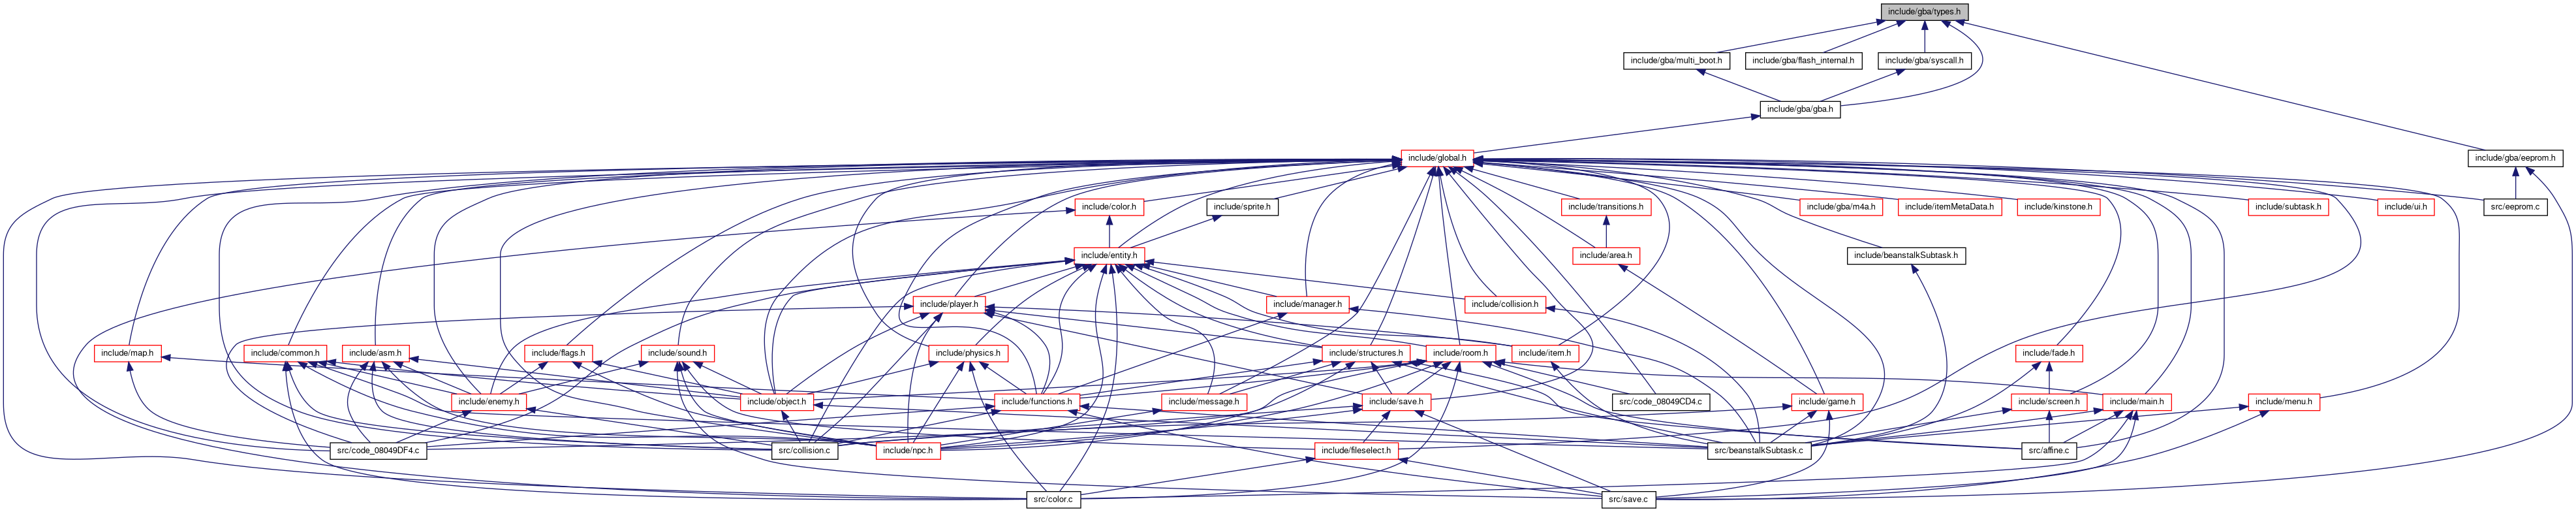 include/gba/types.h
include/gba/multi_boot.h
include/gba/flash_internal.h
include/gba/syscall.h
include/gba/gba.h
include/global.h
include/gba/eeprom.h
include/color.h
include/sprite.h
include/transitions.h
include/gba/m4a.h
include/itemMetaData.h
include/kinstone.h
include/subtask.h
include/ui.h
src/eeprom.c
include/entity.h
include/area.h
include/beanstalkSubtask.h
include/player.h
include/manager.h
include/collision.h
include/map.h
include/common.h
include/asm.h
include/flags.h
include/sound.h
include/physics.h
include/structures.h
include/room.h
include/item.h
include/fade.h
include/enemy.h
include/object.h
include/functions.h
include/message.h
include/save.h
src/code_08049CD4.c
include/game.h
include/screen.h
include/main.h
include/menu.h
src/code_08049DF4.c
src/collision.c
include/npc.h
include/fileselect.h
src/beanstalkSubtask.c
src/affine.c
src/color.c
src/save.c